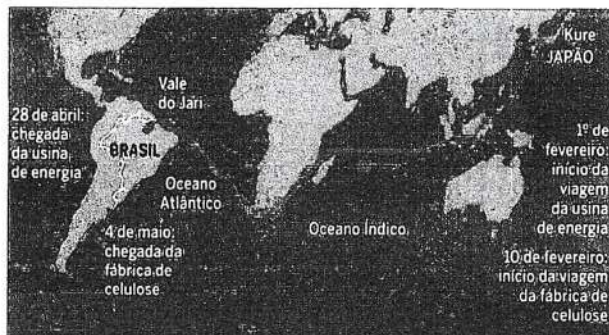 Kure
JAPÃO
Vale
do Jari
28 de abril:
chegada
da usina
de energia
BRASIL
Oceano
Atlântico
4 de maio:
chegada da
fábrica de
celulose
Oceano Índico
1º de
fevereiro:
início da
viagem
da usina
de energia
10 de fevereiro:
início da viagem
da fábrica de
celulose